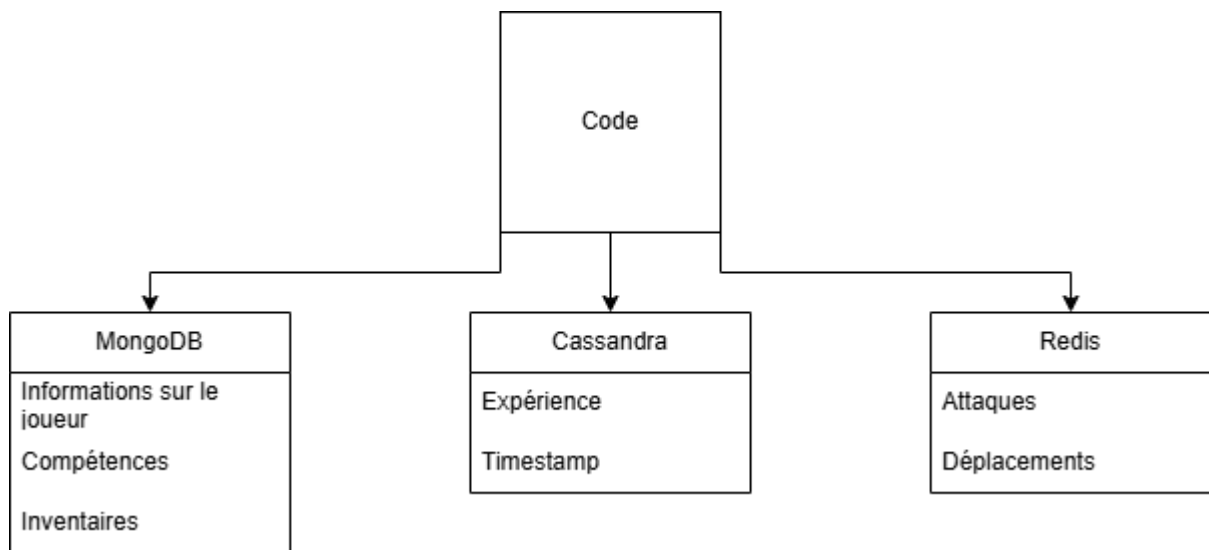 Code
MongoDB
Informations sur le
joueur
Compétences
Inventaires
Cassandra
Expérience
Timestamp
Redis
Attaques
Déplacements